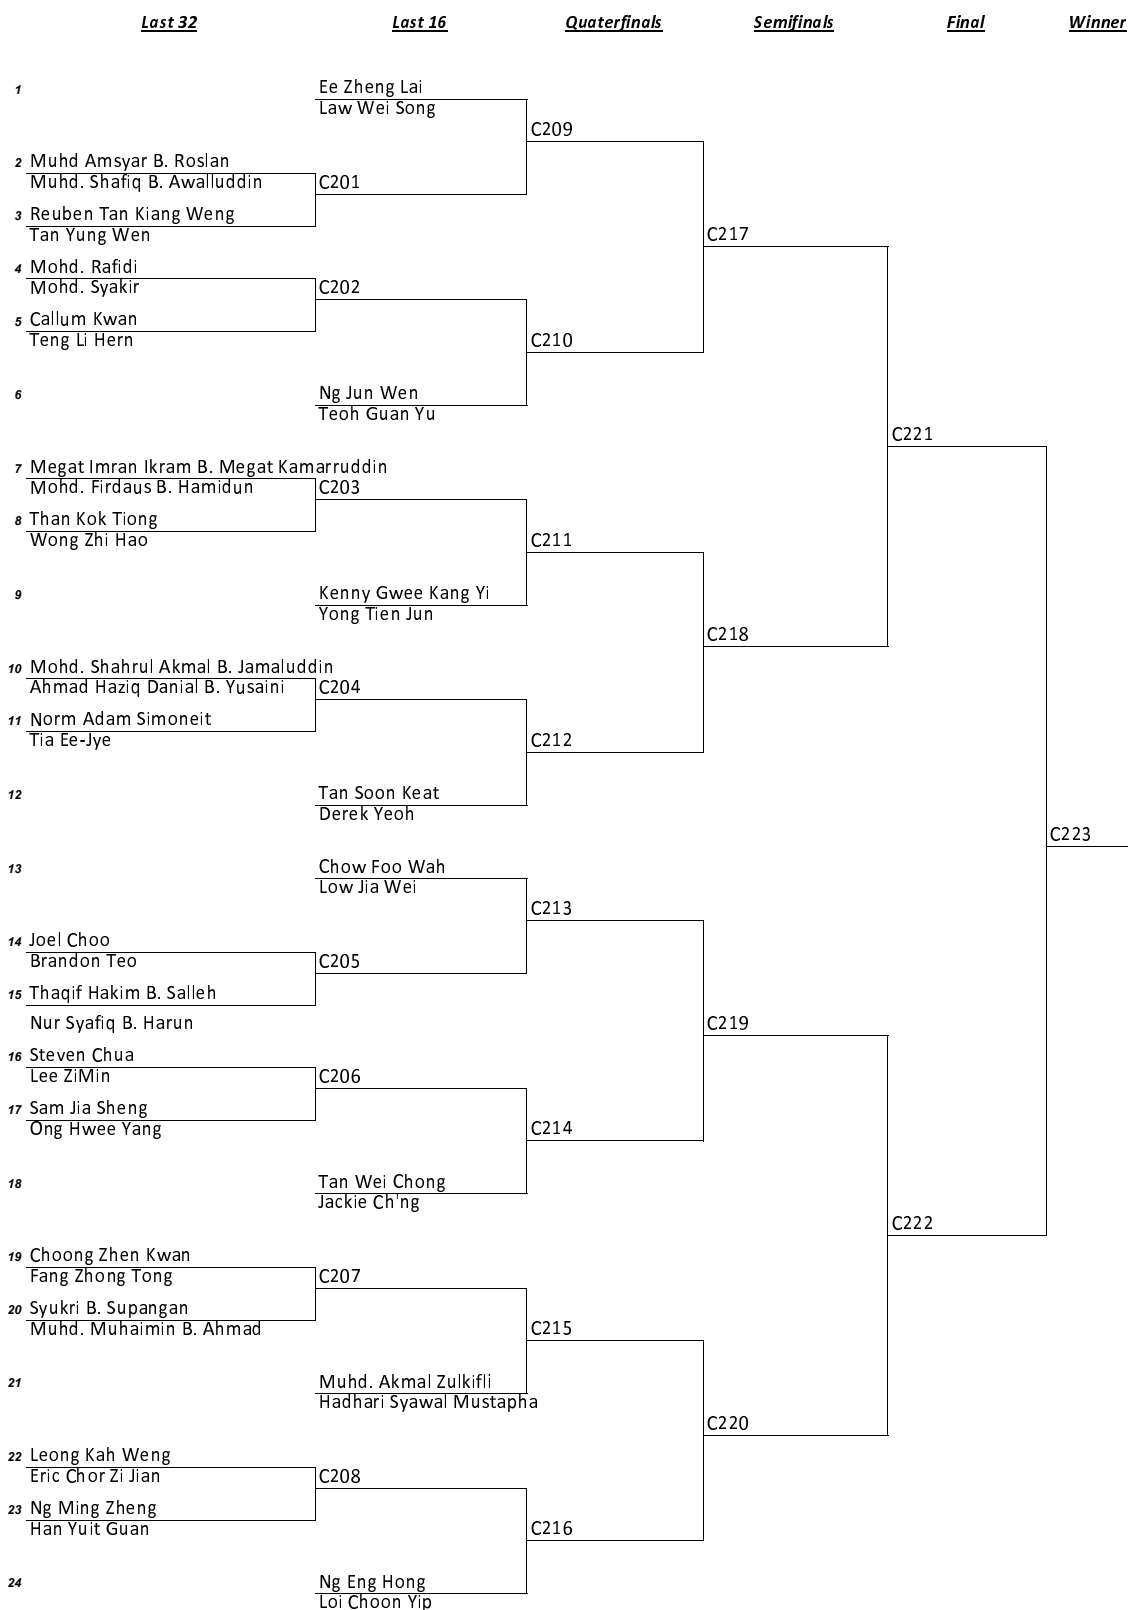 Last 32 Last 16 Quaterfinals Semifinals Final Winner
1 Ee Zheng Lai
Law Wei Song
C209
2 Muhd Amsyar B. Roslan
Muhd. Shafiq B. Awalluddin C201
3 Reuben Tan Kiang Weng
Tan Yung Wen C217
4 Mohd. Rafidi
Mohd. Syakir C202
5 Callum Kwan
Teng Li Hern C210
6 Ng Jun Wen
Teoh Guan Yu
C221
7 Megat Imran Ikram B. Megat Kamarruddin
Mohd. Firdaus B. Hamidun C203
8 Than Kok Tiong
Wong Zhi Hao C211
9 Kenny Gwee Kang Yi
Yong Tien Jun
C218
10 Mohd. Shahrul Akmal B. Jamaluddin
Ahmad Haziq Danial B. Yusaini C204
11 Norm Adam Simoneit
Tia Ee-Jye C212
12 Tan Soon Keat
Derek Yeoh
C223
13 Chow Foo Wah
Low Jia Wei
C213
14 Joel Choo
Brandon Teo C205
15 Thaqif Hakim B. Salleh
Nur Syafiq B. Harun C219
16 Steven Chua
Lee ZiMin C206
17 Sam Jia Sheng
Ong Hwee Yang C214
18 Tan Wei Chong
Jackie Ch'ng
C222
19 Choong Zhen Kwan
Fang Zhong Tong C207
20 Syukri B. Supangan
Muhd. Muhaimin B. Ahmad C215
21 Muhd. Akmal Zulkifli
Hadhari Syawal Mustapha
C220
22 Leong Kah Weng
Eric Chor Zi Jian C208
23 Ng Ming Zheng
Han Yuit Guan C216
24 Ng Eng Hong
Loi Choon Yip